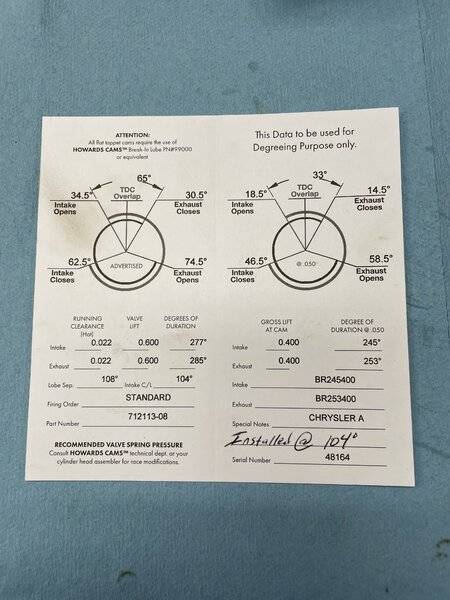 ATTENTION:
All flat tappet cams require the use of
HOWARDS CAMS™ Break-In Lube PN#99000
or equivalent
65°
34.5° TDC Overlap 30.5°
Intake Opens Exhaust Closes
62.5° ADVERTISED 74.5°
Intake Closes Exhaust Opens
RUNNING CLEARANCE (Hot) VALVE LIFT DEGREES OF DURATION
Intake 0.022 0.600 277°
Exhaust 0.022 0.600 285°
Lobe Sep. 108° Intake C/L 104°
Firing Order STANDARD
Part Number 712113-08
RECOMMENDED VALVE SPRING PRESSURE
Consult HOWARDS CAMS™ technical dept. or your
cylinder head assembler for race modifications.
This Data to be used for
Degreeing Purpose only.
33°
18.5° TDC Overlap 14.5°
Intake Opens Exhaust Closes
46.5° @ .050" 58.5°
Intake Closes Exhaust Opens
GROSS LIFT AT CAM DEGREE OF DURATION @ .050
Intake 0.400 245°
Exhaust 0.400 253°
Intake BR245400
Exhaust BR253400
Special Notes CHRYSLER A
Installed @ 104°
Serial Number 48164